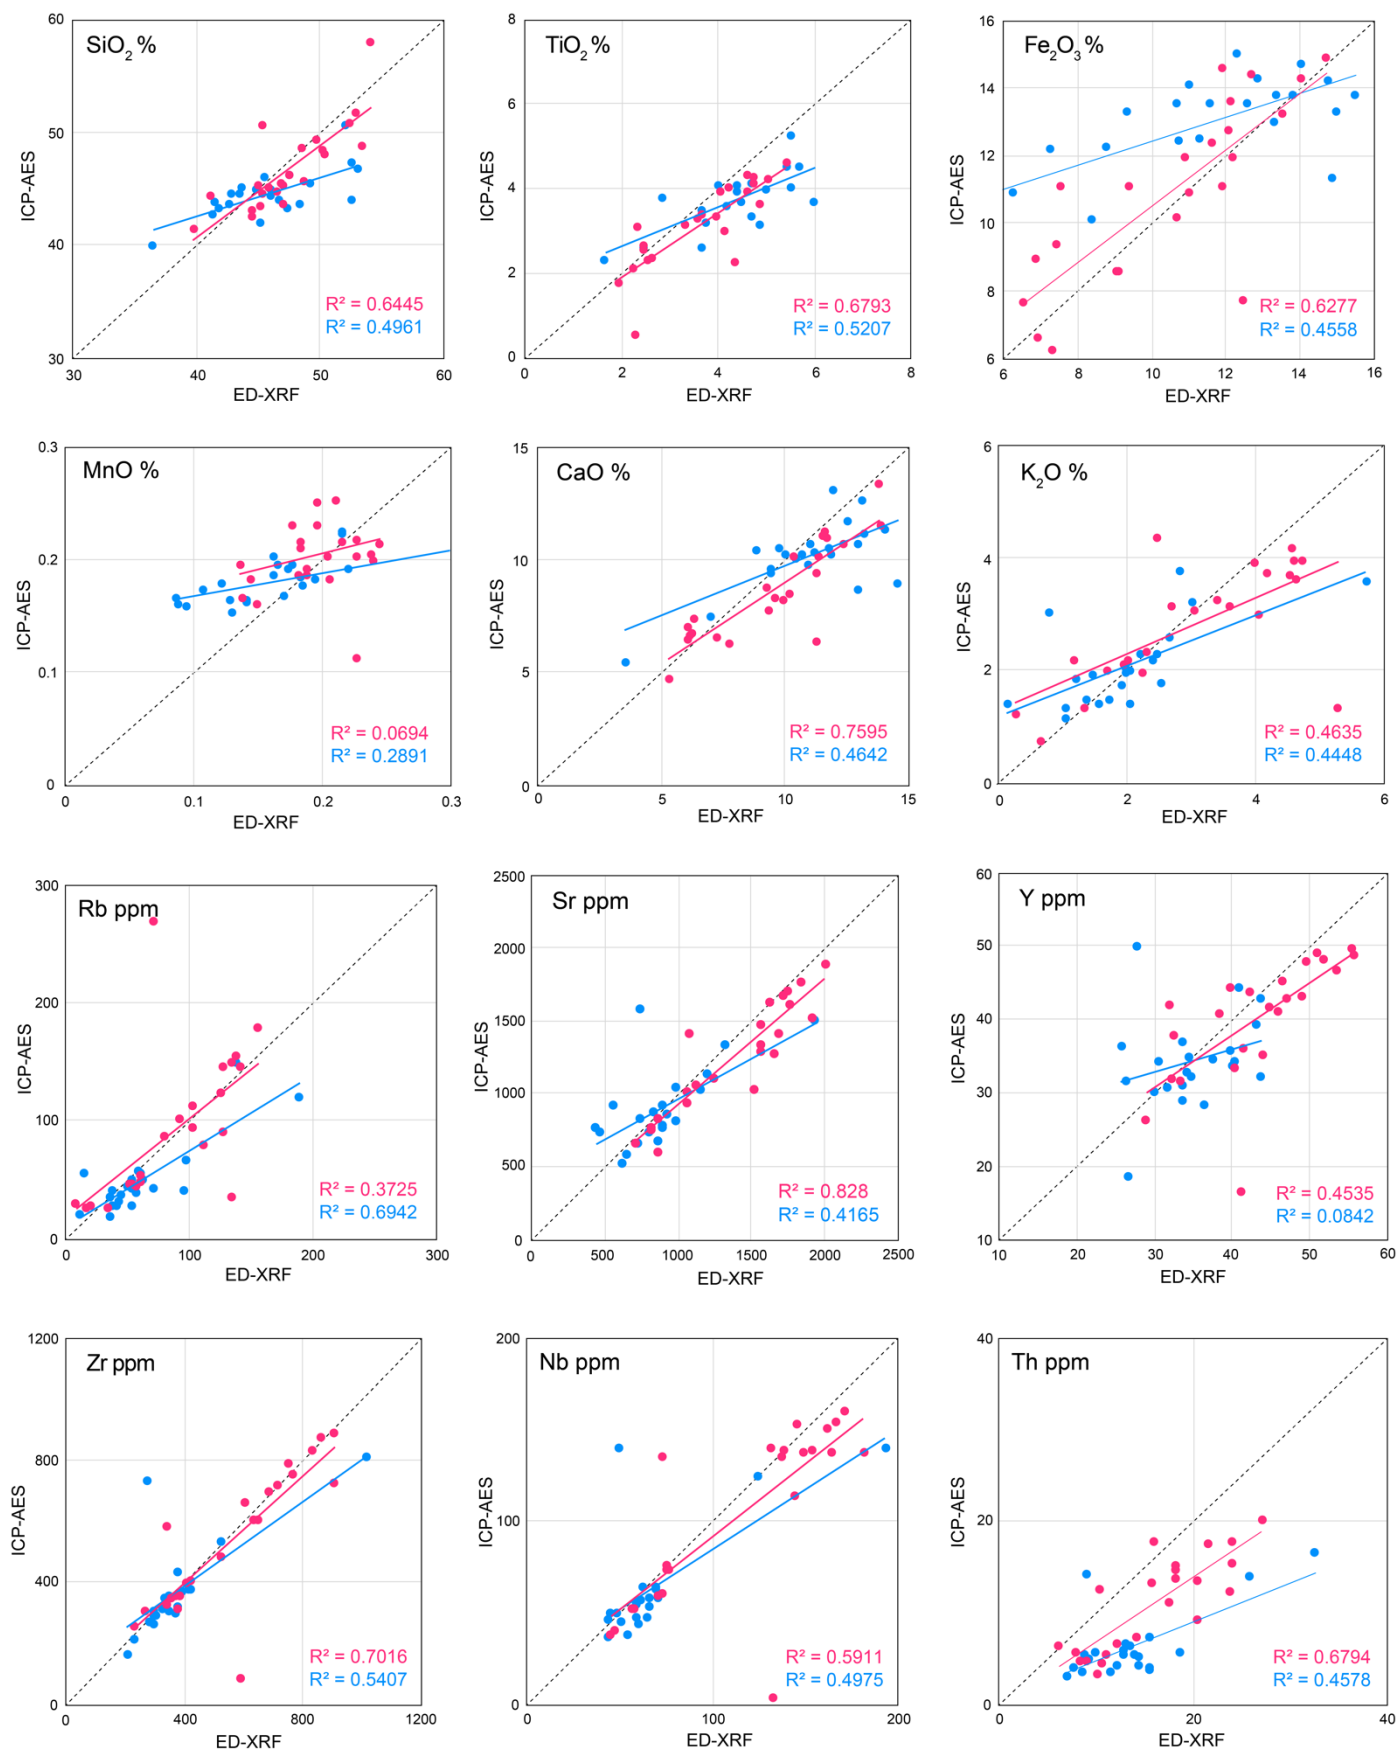 SiO2 %
60
50
40
30
30
40
50
60
ICP-AES
ED-XRF
R² = 0.6445
R² = 0.4961
TiO2 %
8
6
4
2
0
0
2
4
6
8
ICP-AES
ED-XRF
R² = 0.6793
R² = 0.5207
Fe2O3 %
16
14
12
10
8
6
6
8
10
12
14
16
ICP-AES
ED-XRF
R² = 0.6277
R² = 0.4558
MnO %
0.3
0.2
0.1
0
0
0.1
0.2
0.3
ICP-AES
ED-XRF
R² = 0.0694
R² = 0.2891
CaO %
15
10
5
0
0
5
10
15
ICP-AES
ED-XRF
R² = 0.7595
R² = 0.4642
K2O %
6
4
2
0
0
2
4
6
ICP-AES
ED-XRF
R² = 0.4635
R² = 0.4448
Rb ppm
300
200
100
0
0
100
200
300
ICP-AES
ED-XRF
R² = 0.3725
R² = 0.6942
Sr ppm
2500
2000
1500
1000
500
0
0
500
1000
1500
2000
2500
ICP-AES
ED-XRF
R² = 0.828
R² = 0.4165
Y ppm
60
50
40
30
20
10
10
20
30
40
50
60
ICP-AES
ED-XRF
R² = 0.4535
R² = 0.0842
Zr ppm
1200
800
400
0
0
400
800
1200
ICP-AES
ED-XRF
R² = 0.7016
R² = 0.5407
Nb ppm
200
100
0
0
100
200
ICP-AES
ED-XRF
R² = 0.5911
R² = 0.4975
Th ppm
40
20
0
0
20
40
ICP-AES
ED-XRF
R² = 0.6794
R² = 0.4578